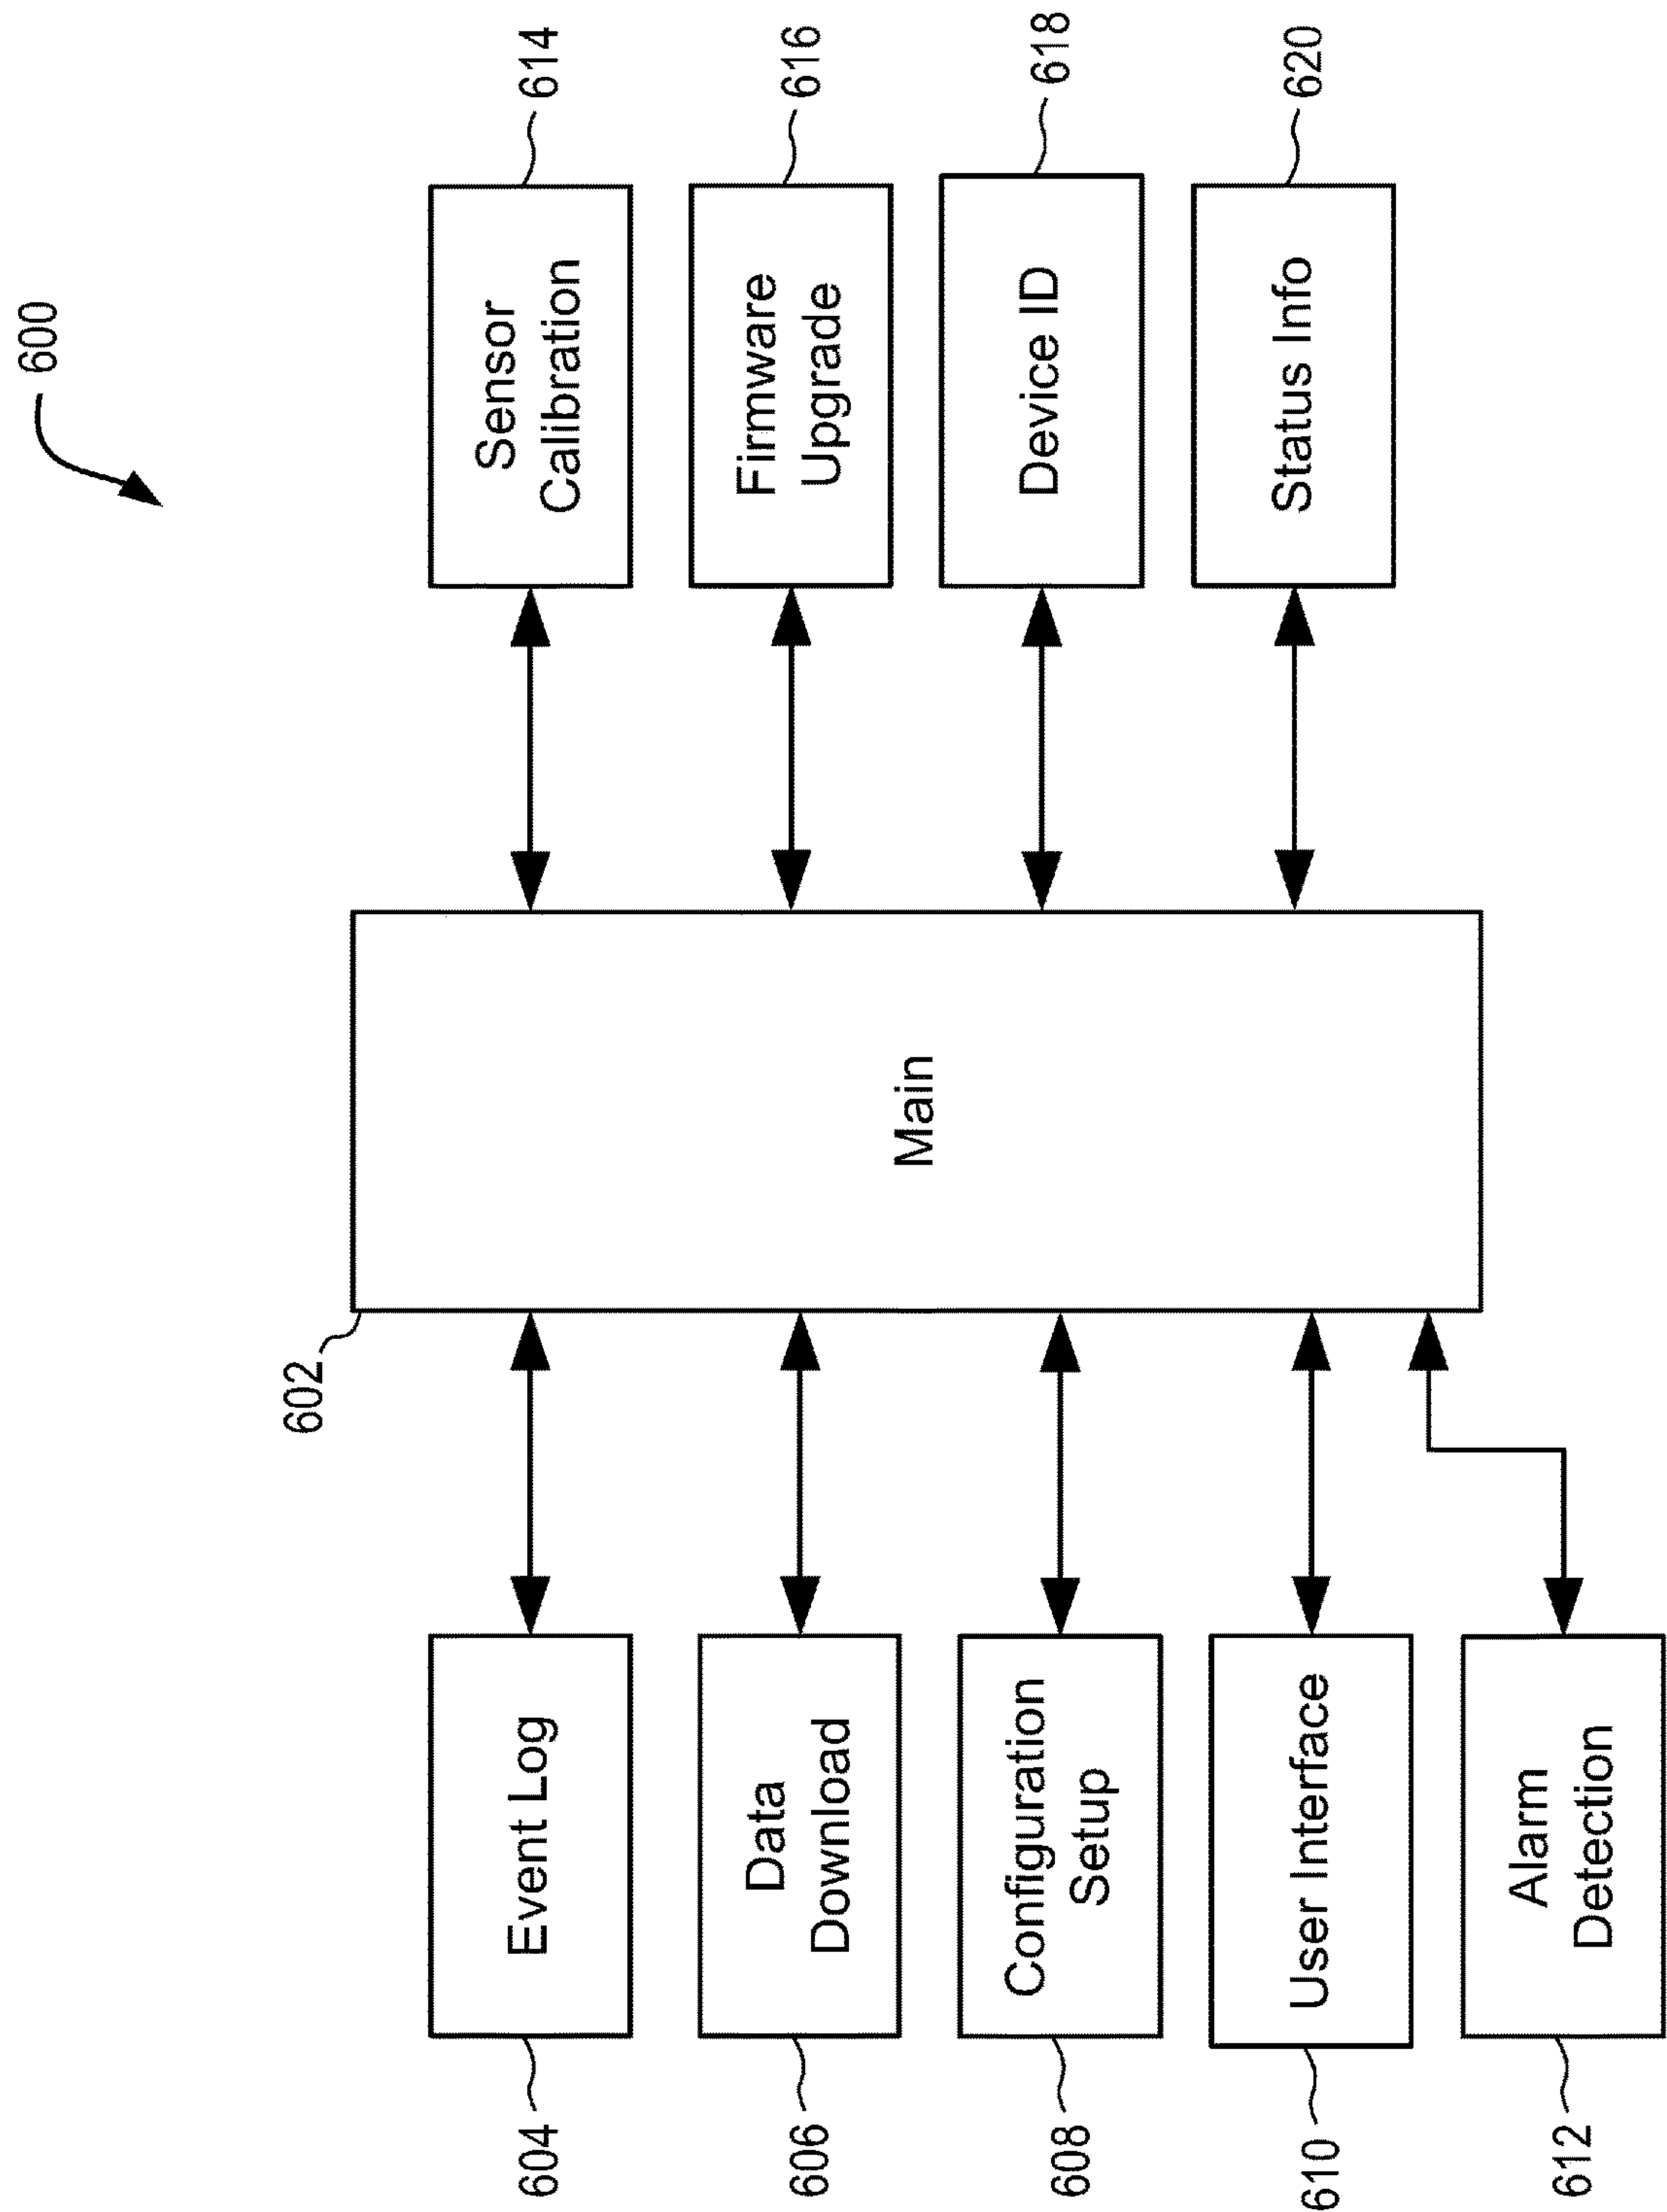 600
602
Main
604
Event Log
606
Data
Download
608
Configuration
Setup
610
User Interface
612
Alarm
Detection
Sensor
Calibration
614
Firmware
Upgrade
616
Device ID
618
Status Info
620